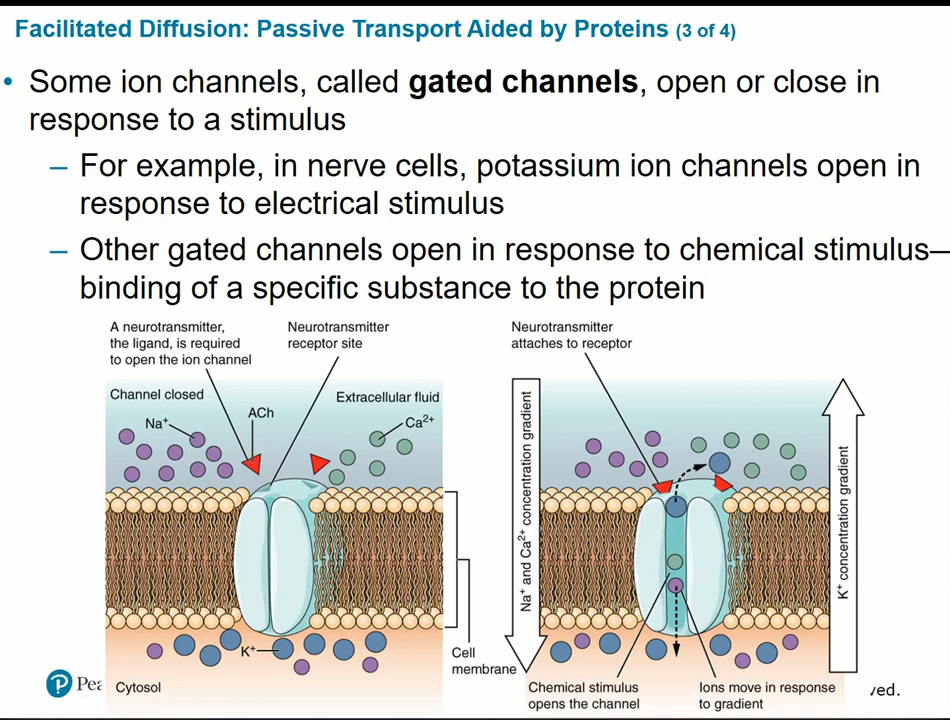 Facilitated Diffusion: Passive Transport Aided by Proteins (3 of 4)
• Some ion channels, called gated channels, open or close in
response to a stimulus
– For example, in nerve cells, potassium ion channels open in
response to electrical stimulus
– Other gated channels open in response to chemical stimulus—
binding of a specific substance to the protein
A neurotransmitter,
the ligand, is required
to open the ion channel
Neurotransmitter
receptor site
Channel closed
Na⁺
ACh
Extracellular fluid
Ca²⁺
K⁺
Cell
membrane
Cytosol
Neurotransmitter
attaches to receptor
Na⁺ and Ca²⁺ concentration gradient
K⁺ concentration gradient
Chemical stimulus
opens the channel
Ions move in response
to gradient
P Pea
ved.